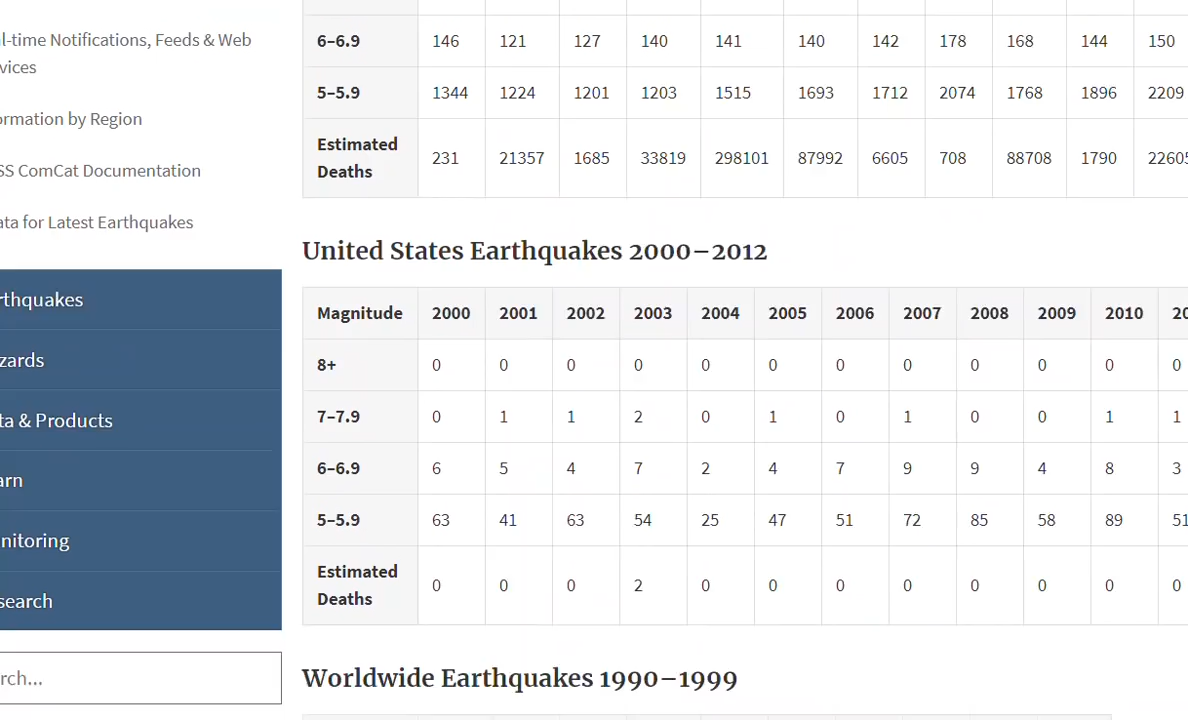 l-time Notifications, Feeds & Web
vices
ormation by Region
SS ComCat Documentation
ata for Latest Earthquakes
rthquakes
zards
ta & Products
arn
nitoring
search
rch...
6–6.9 146 121 127 140 141 140 142 178 168 144 150
5–5.9 1344 1224 1201 1203 1515 1693 1712 2074 1768 1896 2209
Estimated
Deaths 231 21357 1685 33819 298101 87992 6605 708 88708 1790 22605
United States Earthquakes 2000–2012
Magnitude 2000 2001 2002 2003 2004 2005 2006 2007 2008 2009 2010 20
8+ 0 0 0 0 0 0 0 0 0 0 0 0
7–7.9 0 1 1 2 0 1 0 1 0 0 1 1
6–6.9 6 5 4 7 2 4 7 9 9 4 8 3
5–5.9 63 41 63 54 25 47 51 72 85 58 89 51
Estimated
Deaths 0 0 0 2 0 0 0 0 0 0 0 0
Worldwide Earthquakes 1990–1999